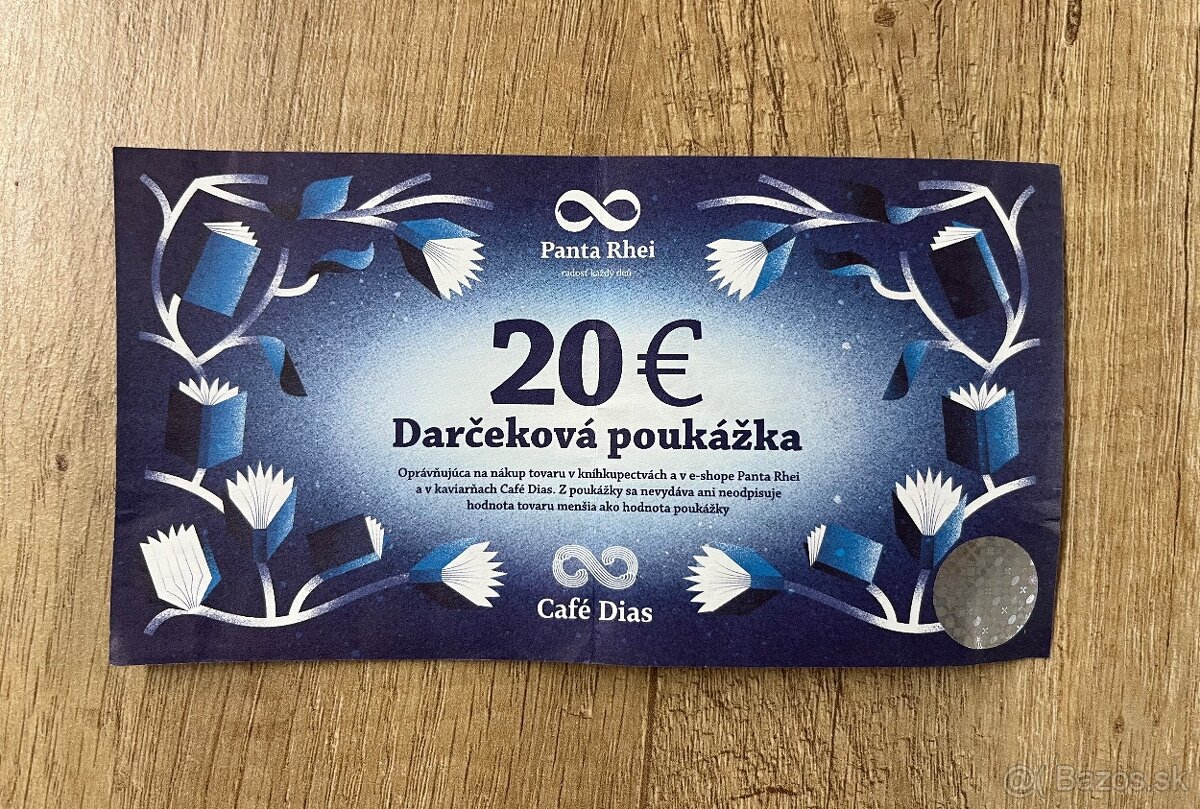 Panta Rhei
radosť každý deň
20 €
Darčeková poukážka
Oprávňujúca na nákup tovaru v kníhkupectvách a v e-shope Panta Rhei
a v kaviarňach Café Dias. Z poukážky sa nevydáva ani neodpisuje
hodnota tovaru menšia ako hodnota poukážky
Café Dias
Bazos.sk